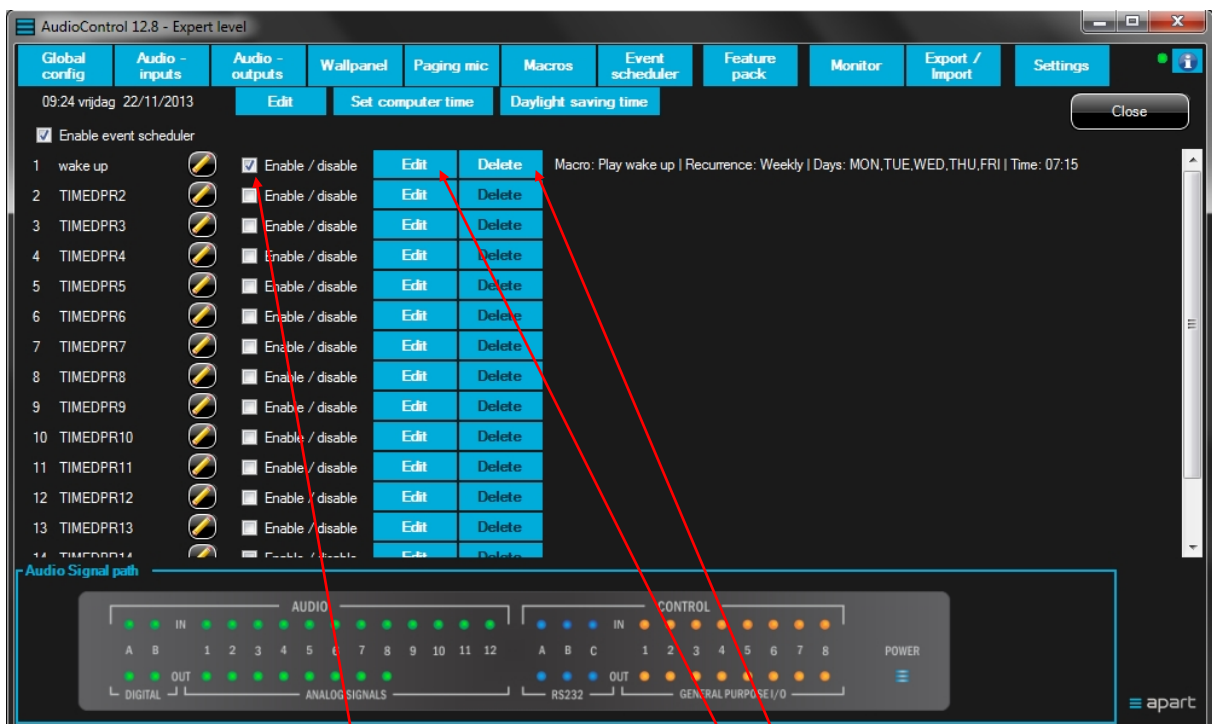 AudioControl 12.8 - Expert level
Global config
Audio - inputs
Audio - outputs
Wallpanel
Paging mic
Macros
Event scheduler
Feature pack
Monitor
Export / Import
Settings
09:24 vrijdag 22/11/2013
Edit
Set computer time
Daylight saving time
Close
Enable event scheduler
1 wake up Enable / disable Edit Delete Macro: Play wake up | Recurrence: Weekly | Days: MON,TUE,WED,THU,FRI | Time: 07:15
2 TIMEDPR2 Enable / disable Edit Delete
3 TIMEDPR3 Enable / disable Edit Delete
4 TIMEDPR4 Enable / disable Edit Delete
5 TIMEDPR5 Enable / disable Edit Delete
6 TIMEDPR6 Enable / disable Edit Delete
7 TIMEDPR7 Enable / disable Edit Delete
8 TIMEDPR8 Enable / disable Edit Delete
9 TIMEDPR9 Enable / disable Edit Delete
10 TIMEDPR10 Enable / disable Edit Delete
11 TIMEDPR11 Enable / disable Edit Delete
12 TIMEDPR12 Enable / disable Edit Delete
13 TIMEDPR13 Enable / disable Edit Delete
14 TIMEDPR14 Enable / disable Edit Delete
Audio Signal path
AUDIO CONTROL
IN IN
A B 1 2 3 4 5 6 7 8 9 10 11 12 A B C 1 2 3 4 5 6 7 8 POWER
OUT OUT
DIGITAL ANALOG SIGNALS RS232 GENERAL PURPOSE I/O
apart